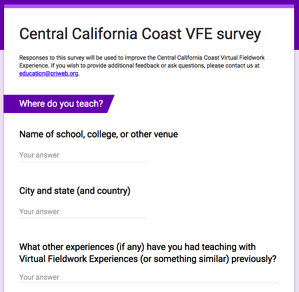 Central California Coast VFE survey
Responses to this survey will be used to improve the Central California Coast Virtual Fieldwork
Experience. If you wish to provide additional feedback or ask questions, please contact us at
education@priweb.org.
Where do you teach?
Name of school, college, or other venue
Your answer
City and state (and country)
Your answer
What other experiences (if any) have you had teaching with
Virtual Fieldwork Experiences (or something similar) previously?
Your answer